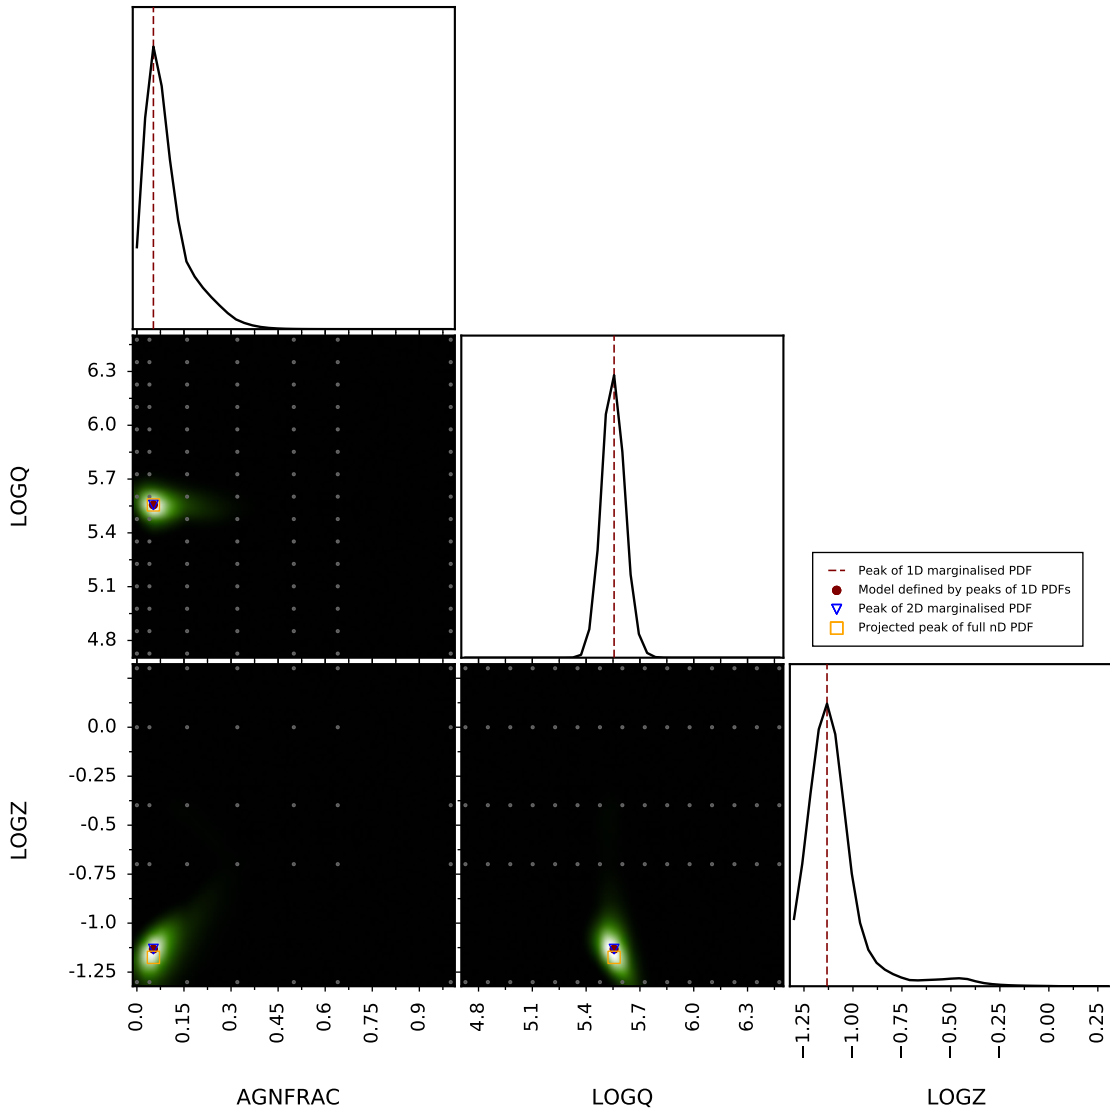 6.3
6.0
5.7
5.4
5.1
4.8
LOGQ
Peak of 1D marginalised PDF
Model defined by peaks of 1D PDFs
Peak of 2D marginalised PDF
Projected peak of full nD PDF
0.0
-0.25
-0.5
-0.75
-1.0
-1.25
LOGZ
0.0 0.15 0.3 0.45 0.6 0.75 0.9
4.8 5.1 5.4 5.7 6.0 6.3
−1.25 −1.00 −0.75 −0.50 −0.25 0.00 0.25
AGNFRAC LOGQ LOGZ